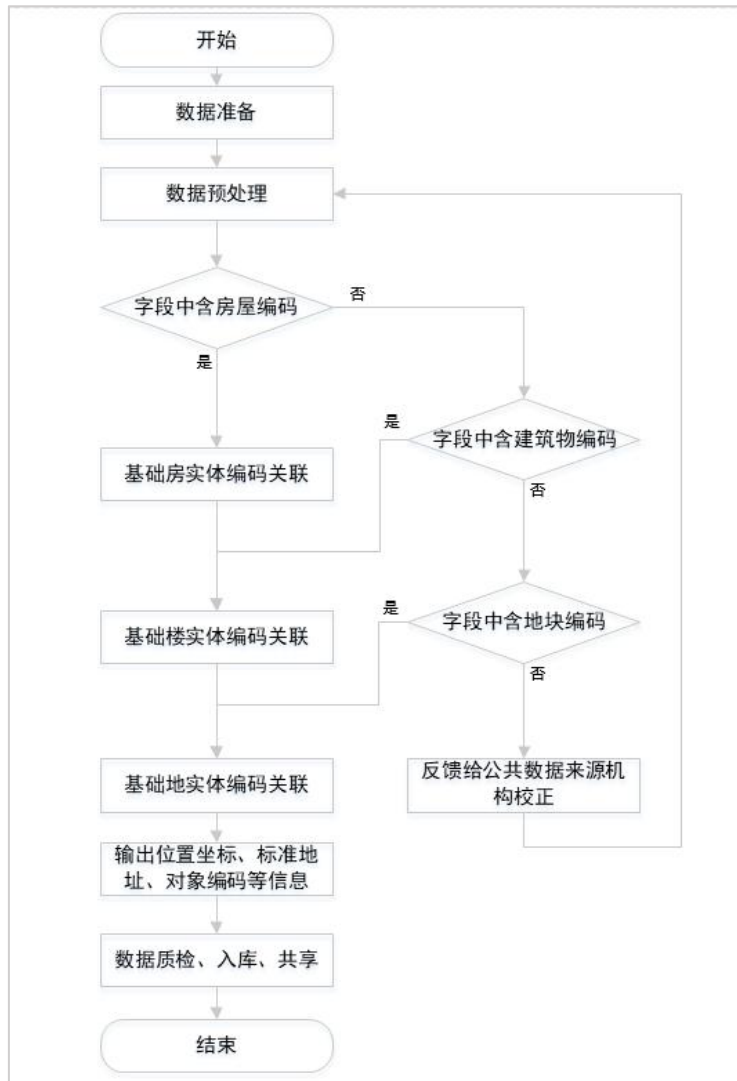 开始
数据准备
数据预处理
字段中含房屋编码
否
是
是
字段中含建筑物编码
基础房实体编码关联
否
是
字段中含地块编码
基础楼实体编码关联
否
基础地实体编码关联
反馈给公共数据来源机
构校正
输出位置坐标、标准地
址、对象编码等信息
数据质检、入库、共享
结束